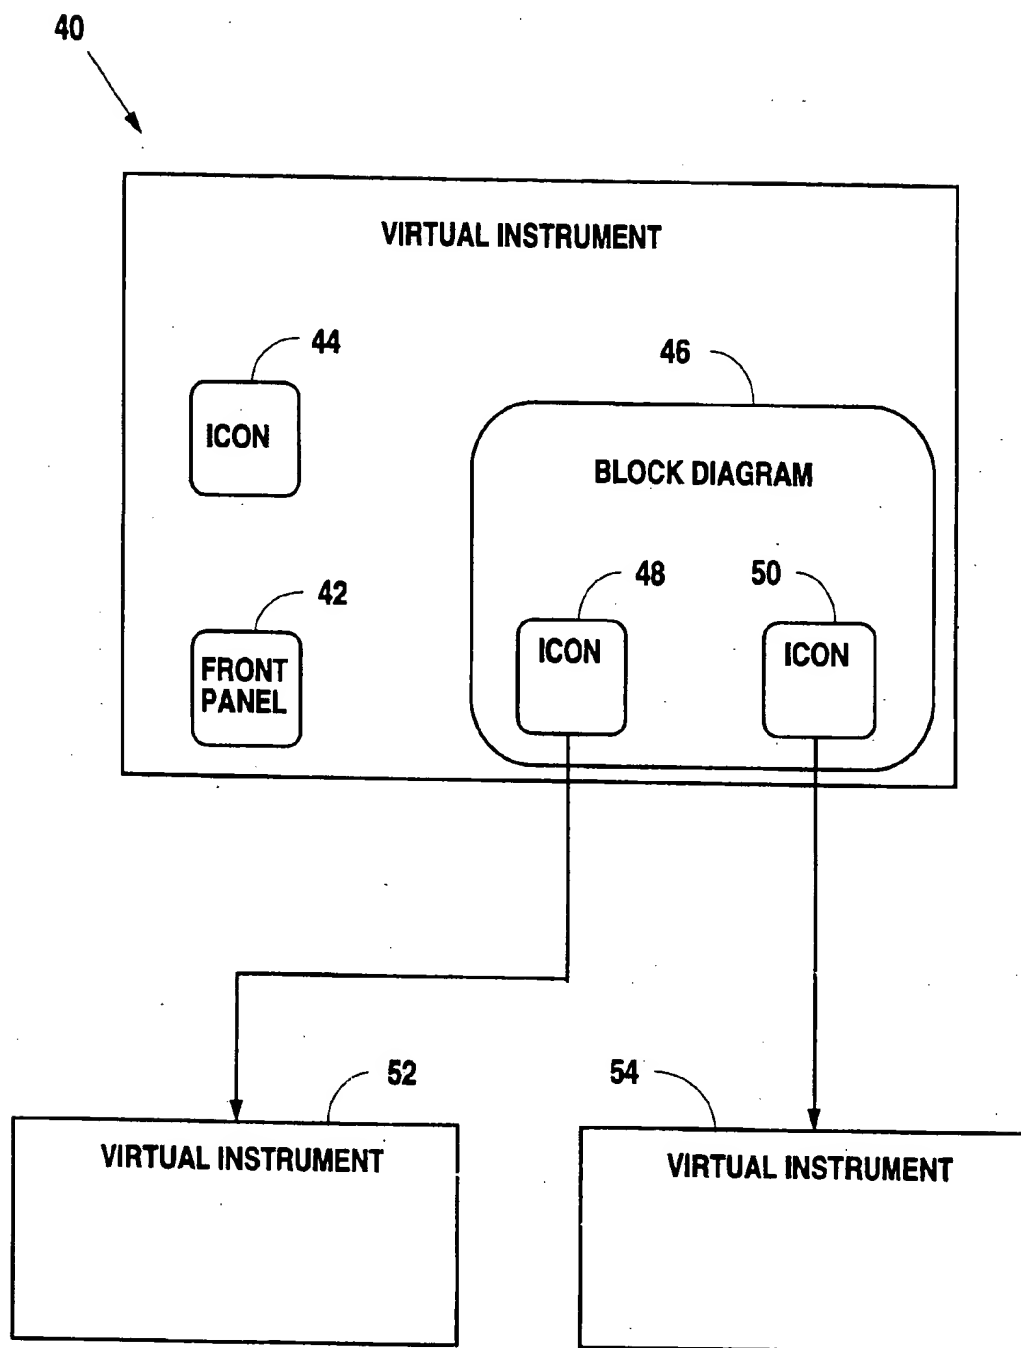 40
VIRTUAL INSTRUMENT
44
46
ICON
BLOCK DIAGRAM
42
48
50
FRONT
PANEL
ICON
ICON
52
54
VIRTUAL INSTRUMENT
VIRTUAL INSTRUMENT